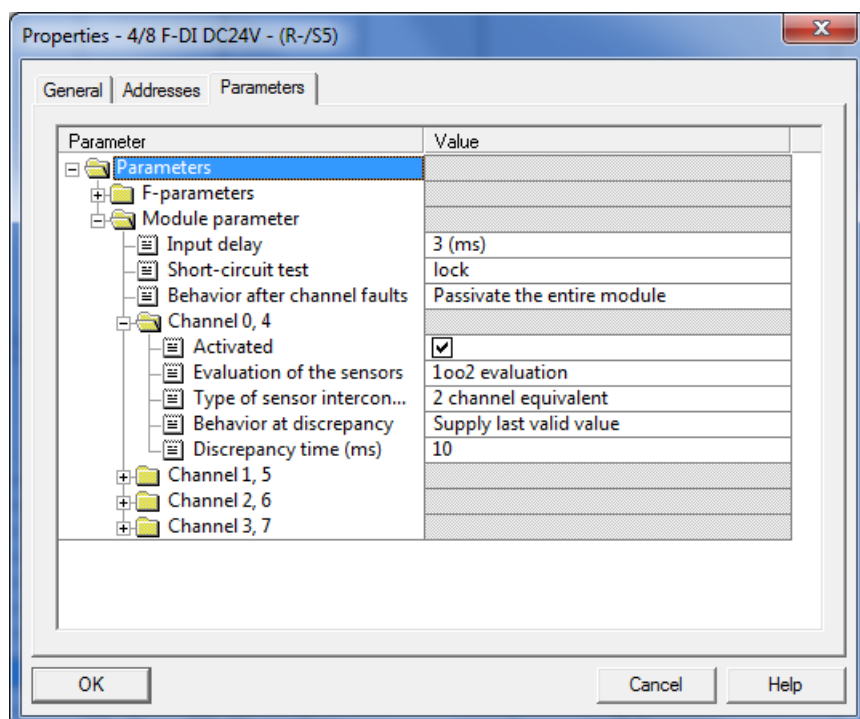 Properties - 4/8 F-DI DC24V - (R-/S5)
General Addresses Parameters
Parameter Value
Parameters
F-parameters
Module parameter
Input delay 3 (ms)
Short-circuit test lock
Behavior after channel faults Passivate the entire module
Channel 0, 4
Activated
Evaluation of the sensors 1oo2 evaluation
Type of sensor intercon... 2 channel equivalent
Behavior at discrepancy Supply last valid value
Discrepancy time (ms) 10
Channel 1, 5
Channel 2, 6
Channel 3, 7
OK Cancel Help